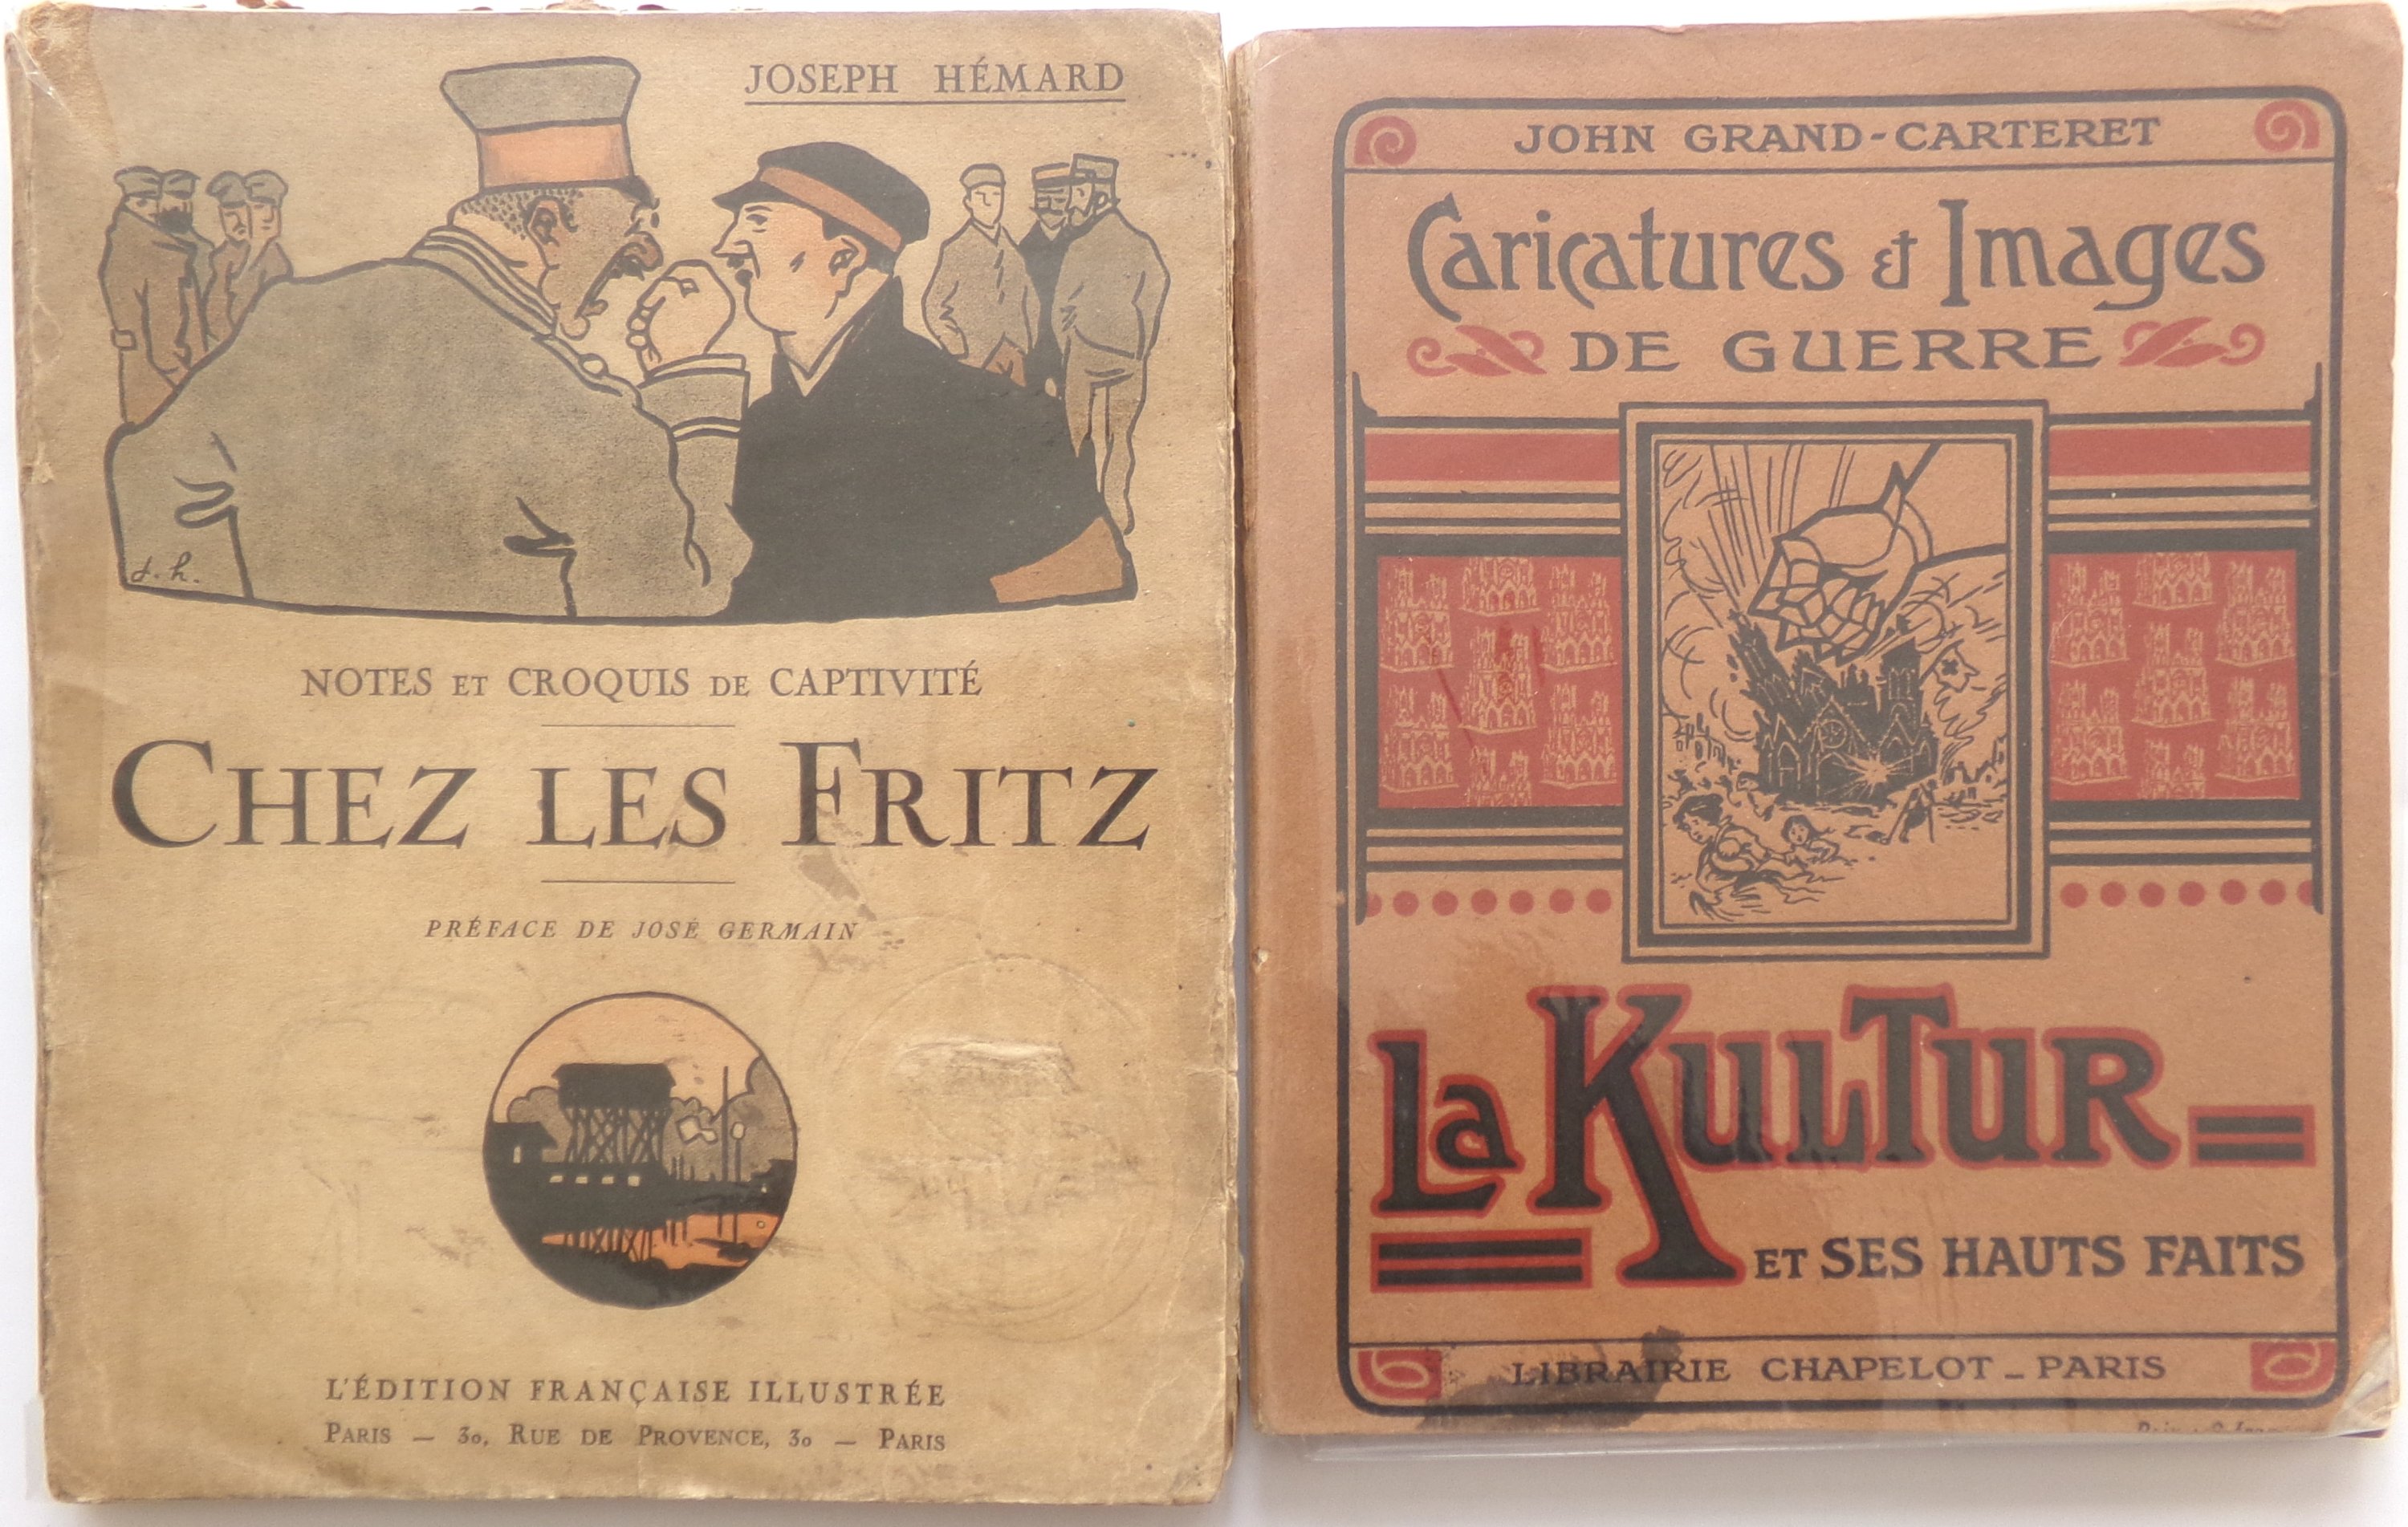 JOSEPH HÉMARD
J. h.
NOTES ET CROQUIS DE CAPTIVITÉ
CHEZ LES FRITZ
PRÉFACE DE JOSÉ GERMAIN
L'ÉDITION FRANÇAISE ILLUSTRÉE
PARIS — 30, RUE DE PROVENCE, 30 — PARIS
JOHN GRAND-CARTERET
Caricatures et Images
DE GUERRE
La KulTur
ET SES HAUTS FAITS
LIBRAIRIE CHAPELOT - PARIS